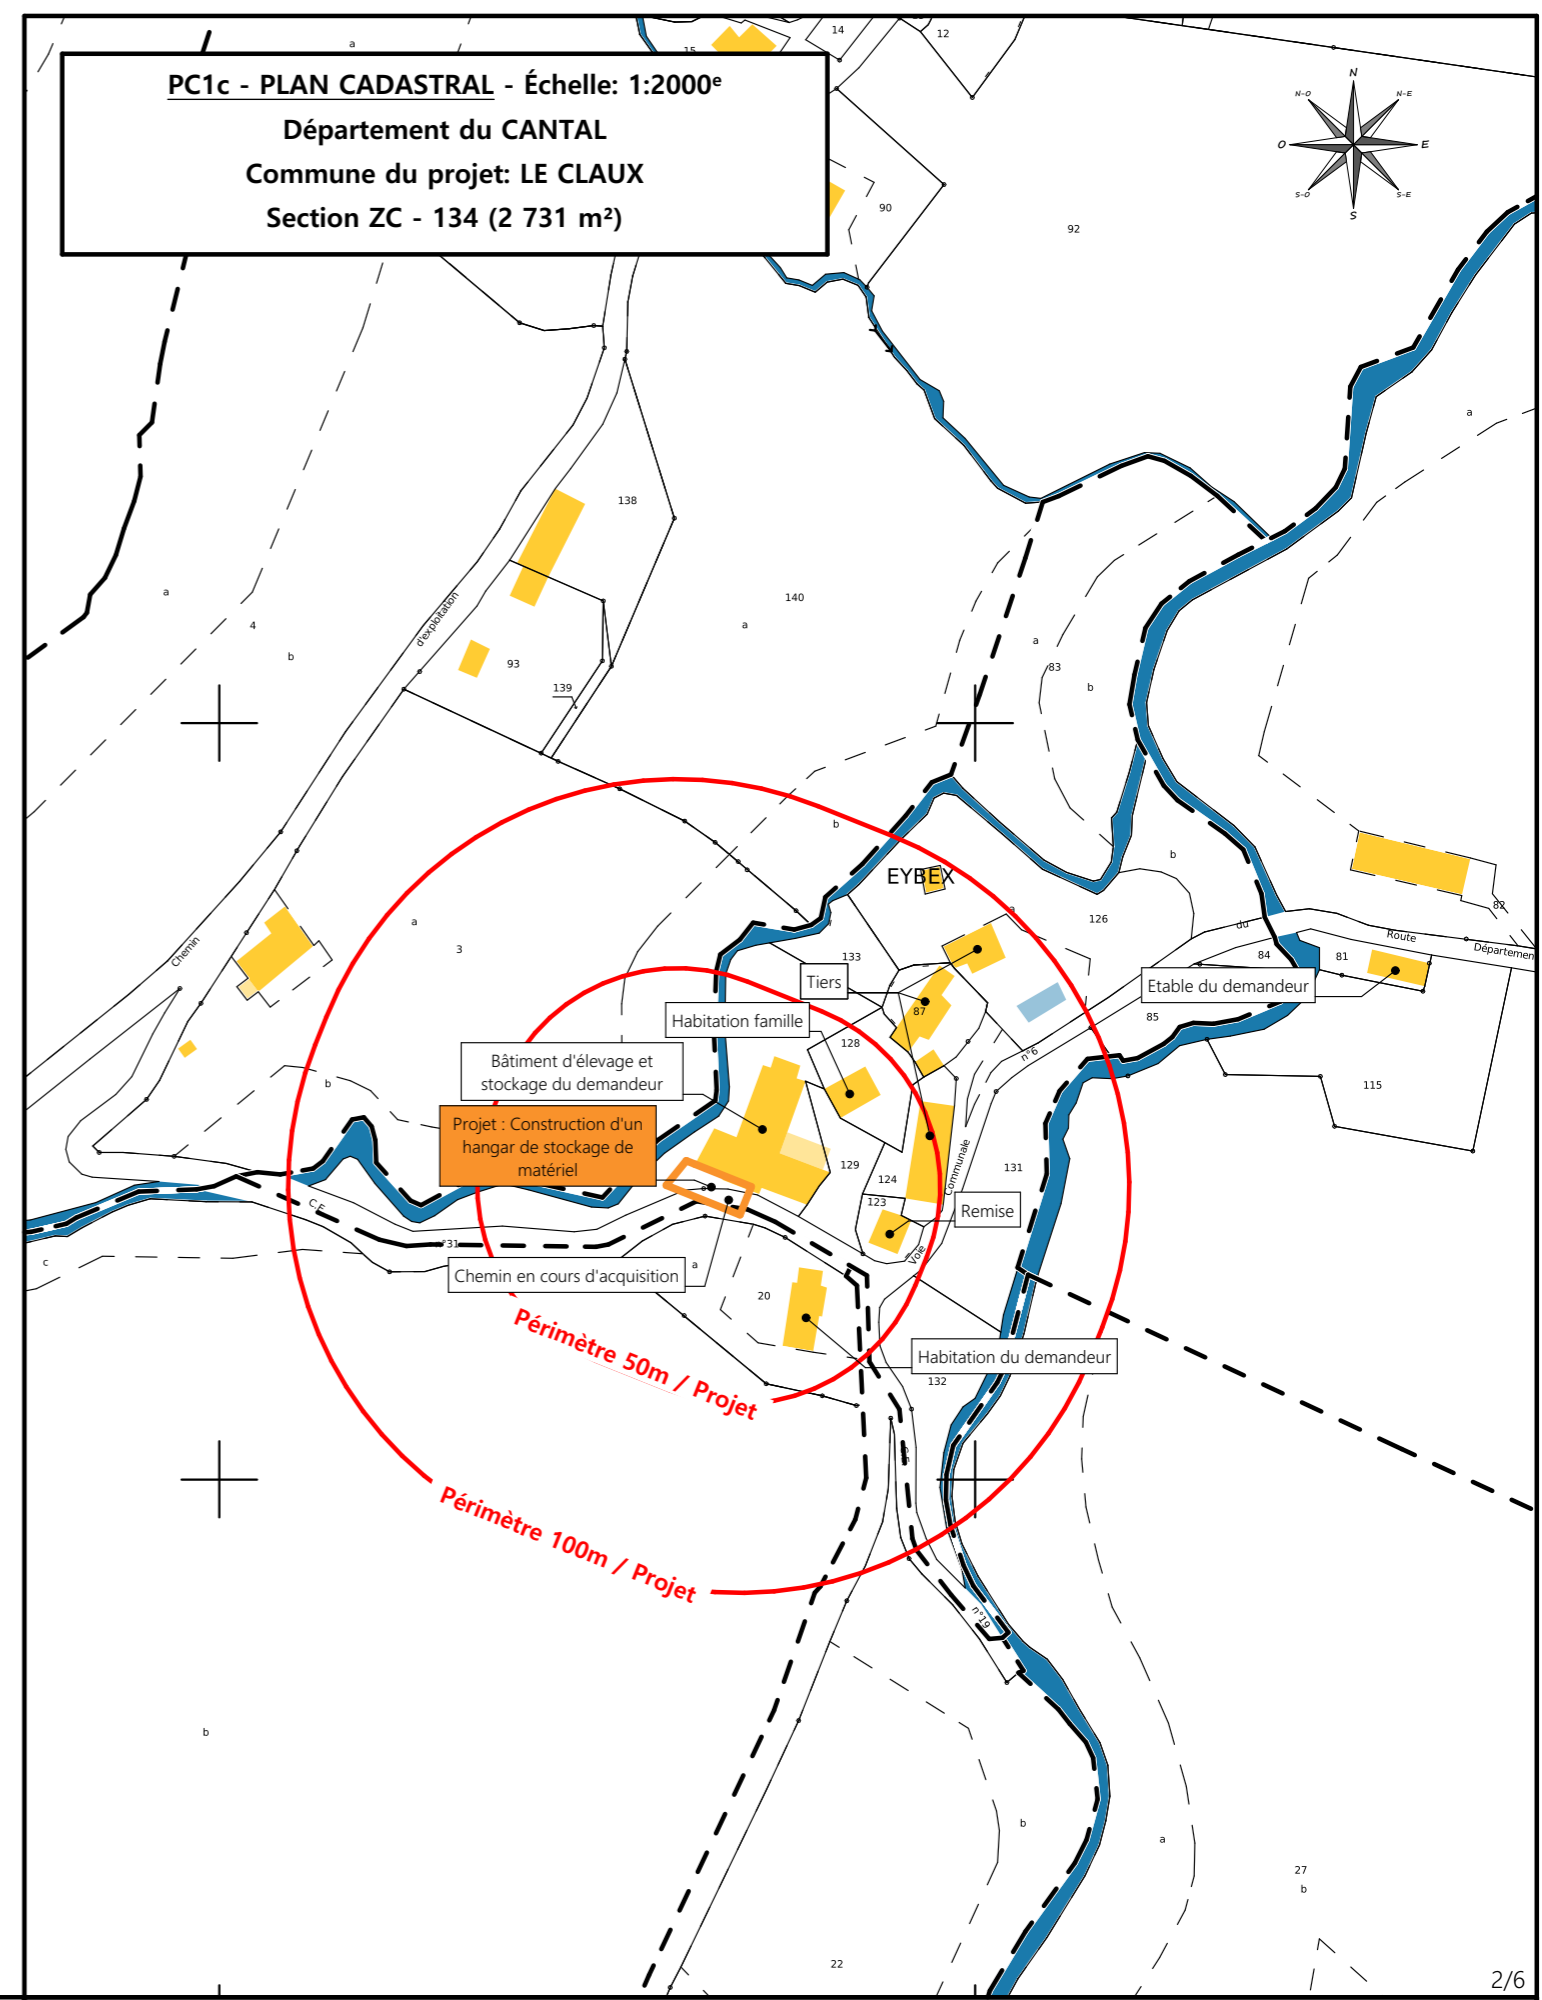 PC1c - PLAN CADASTRAL - Échelle: 1:2000ᵉ
Département du CANTAL
Commune du projet: LE CLAUX
Section ZC - 134 (2 731 m²)
N
N-O
N-E
O
E
S-O
S-E
S
a
15
14
12
90
92
a
138
a
4
b
d'exploitation
140
a
93
139
a
83
b
b
b
EYBEX
a
126
82
a
3
Chemin
133
du
Route
Départemen
84
81
Tiers
Etable du demandeur
Habitation famille
87
85
128
n°6
Bâtiment d'élevage et
stockage du demandeur
b
115
Projet : Construction d'un
hangar de stockage de
matériel
129
124
131
Communale
123
Remise
C.E
n°31
Voie
c
Chemin en cours d'acquisition
a
20
Périmètre 50m / Projet
Habitation du demandeur
132
C.E
Périmètre 100m / Projet
n°19
b
b
a
27
b
22
2/6